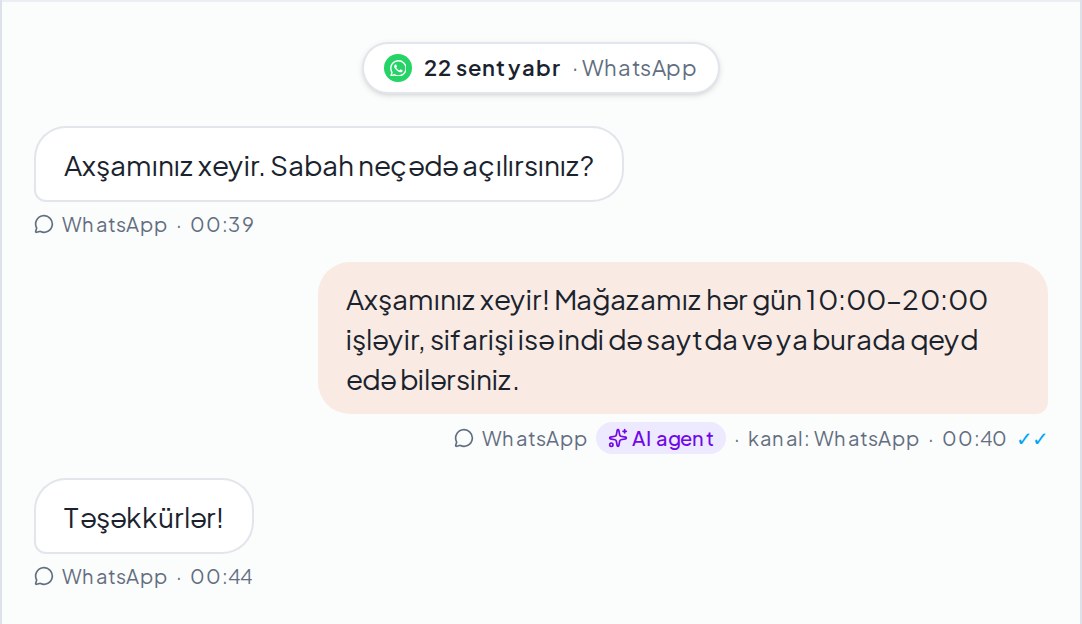 22 sentyabr · WhatsApp
Axşamınız xeyir. Sabah neçədə açılırsınız?
WhatsApp · 00:39
Axşamınız xeyir! Mağazamız hər gün 10:00–20:00
işləyir, sifarişi isə indi də saytda və ya burada qeyd
edə bilərsiniz.
WhatsApp AI agent · kanal: WhatsApp · 00:40 ✓✓
Təşəkkürlər!
WhatsApp · 00:44